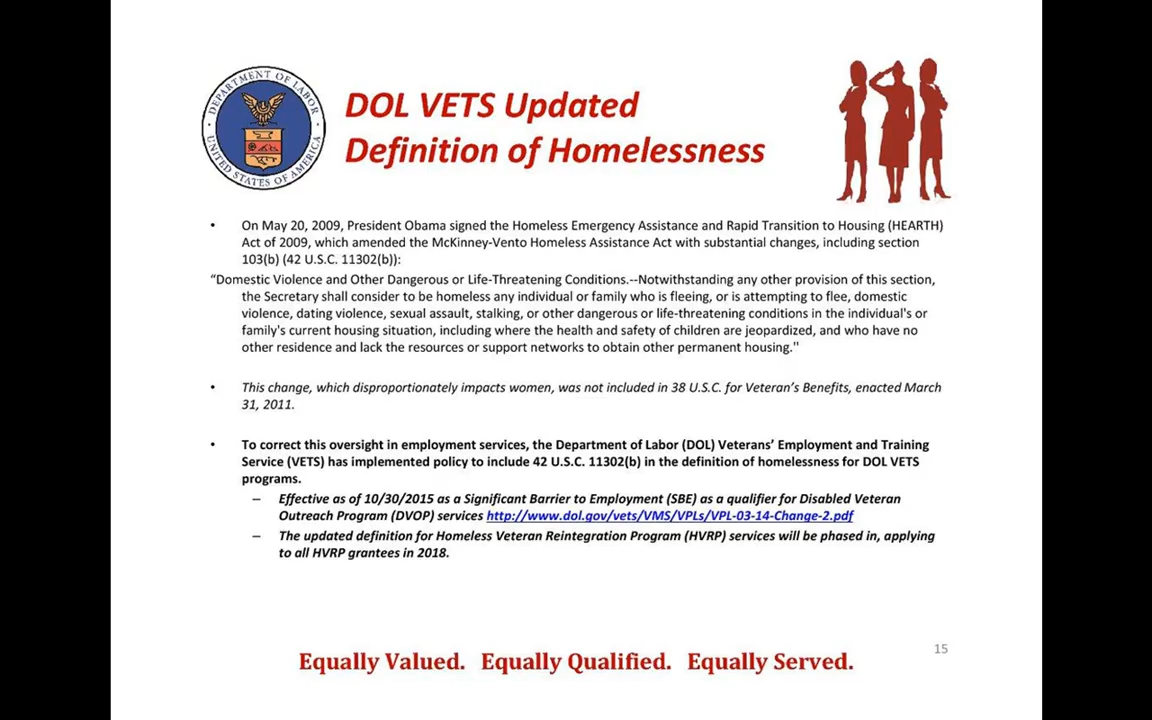 DEPARTMENT OF LABOR
UNITED STATES OF AMERICA
DOL VETS Updated
Definition of Homelessness
• On May 20, 2009, President Obama signed the Homeless Emergency Assistance and Rapid Transition to Housing (HEARTH)
Act of 2009, which amended the McKinney-Vento Homeless Assistance Act with substantial changes, including section
103(b) (42 U.S.C. 11302(b)):
“Domestic Violence and Other Dangerous or Life-Threatening Conditions.--Notwithstanding any other provision of this section,
the Secretary shall consider to be homeless any individual or family who is fleeing, or is attempting to flee, domestic
violence, dating violence, sexual assault, stalking, or other dangerous or life-threatening conditions in the individual's or
family's current housing situation, including where the health and safety of children are jeopardized, and who have no
other residence and lack the resources or support networks to obtain other permanent housing.''
• This change, which disproportionately impacts women, was not included in 38 U.S.C. for Veteran’s Benefits, enacted March
31, 2011.
• To correct this oversight in employment services, the Department of Labor (DOL) Veterans’ Employment and Training
Service (VETS) has implemented policy to include 42 U.S.C. 11302(b) in the definition of homelessness for DOL VETS
programs.
– Effective as of 10/30/2015 as a Significant Barrier to Employment (SBE) as a qualifier for Disabled Veteran
Outreach Program (DVOP) services http://www.dol.gov/vets/VMS/VPLs/VPL-03-14-Change-2.pdf
– The updated definition for Homeless Veteran Reintegration Program (HVRP) services will be phased in, applying
to all HVRP grantees in 2018.
15
Equally Valued. Equally Qualified. Equally Served.